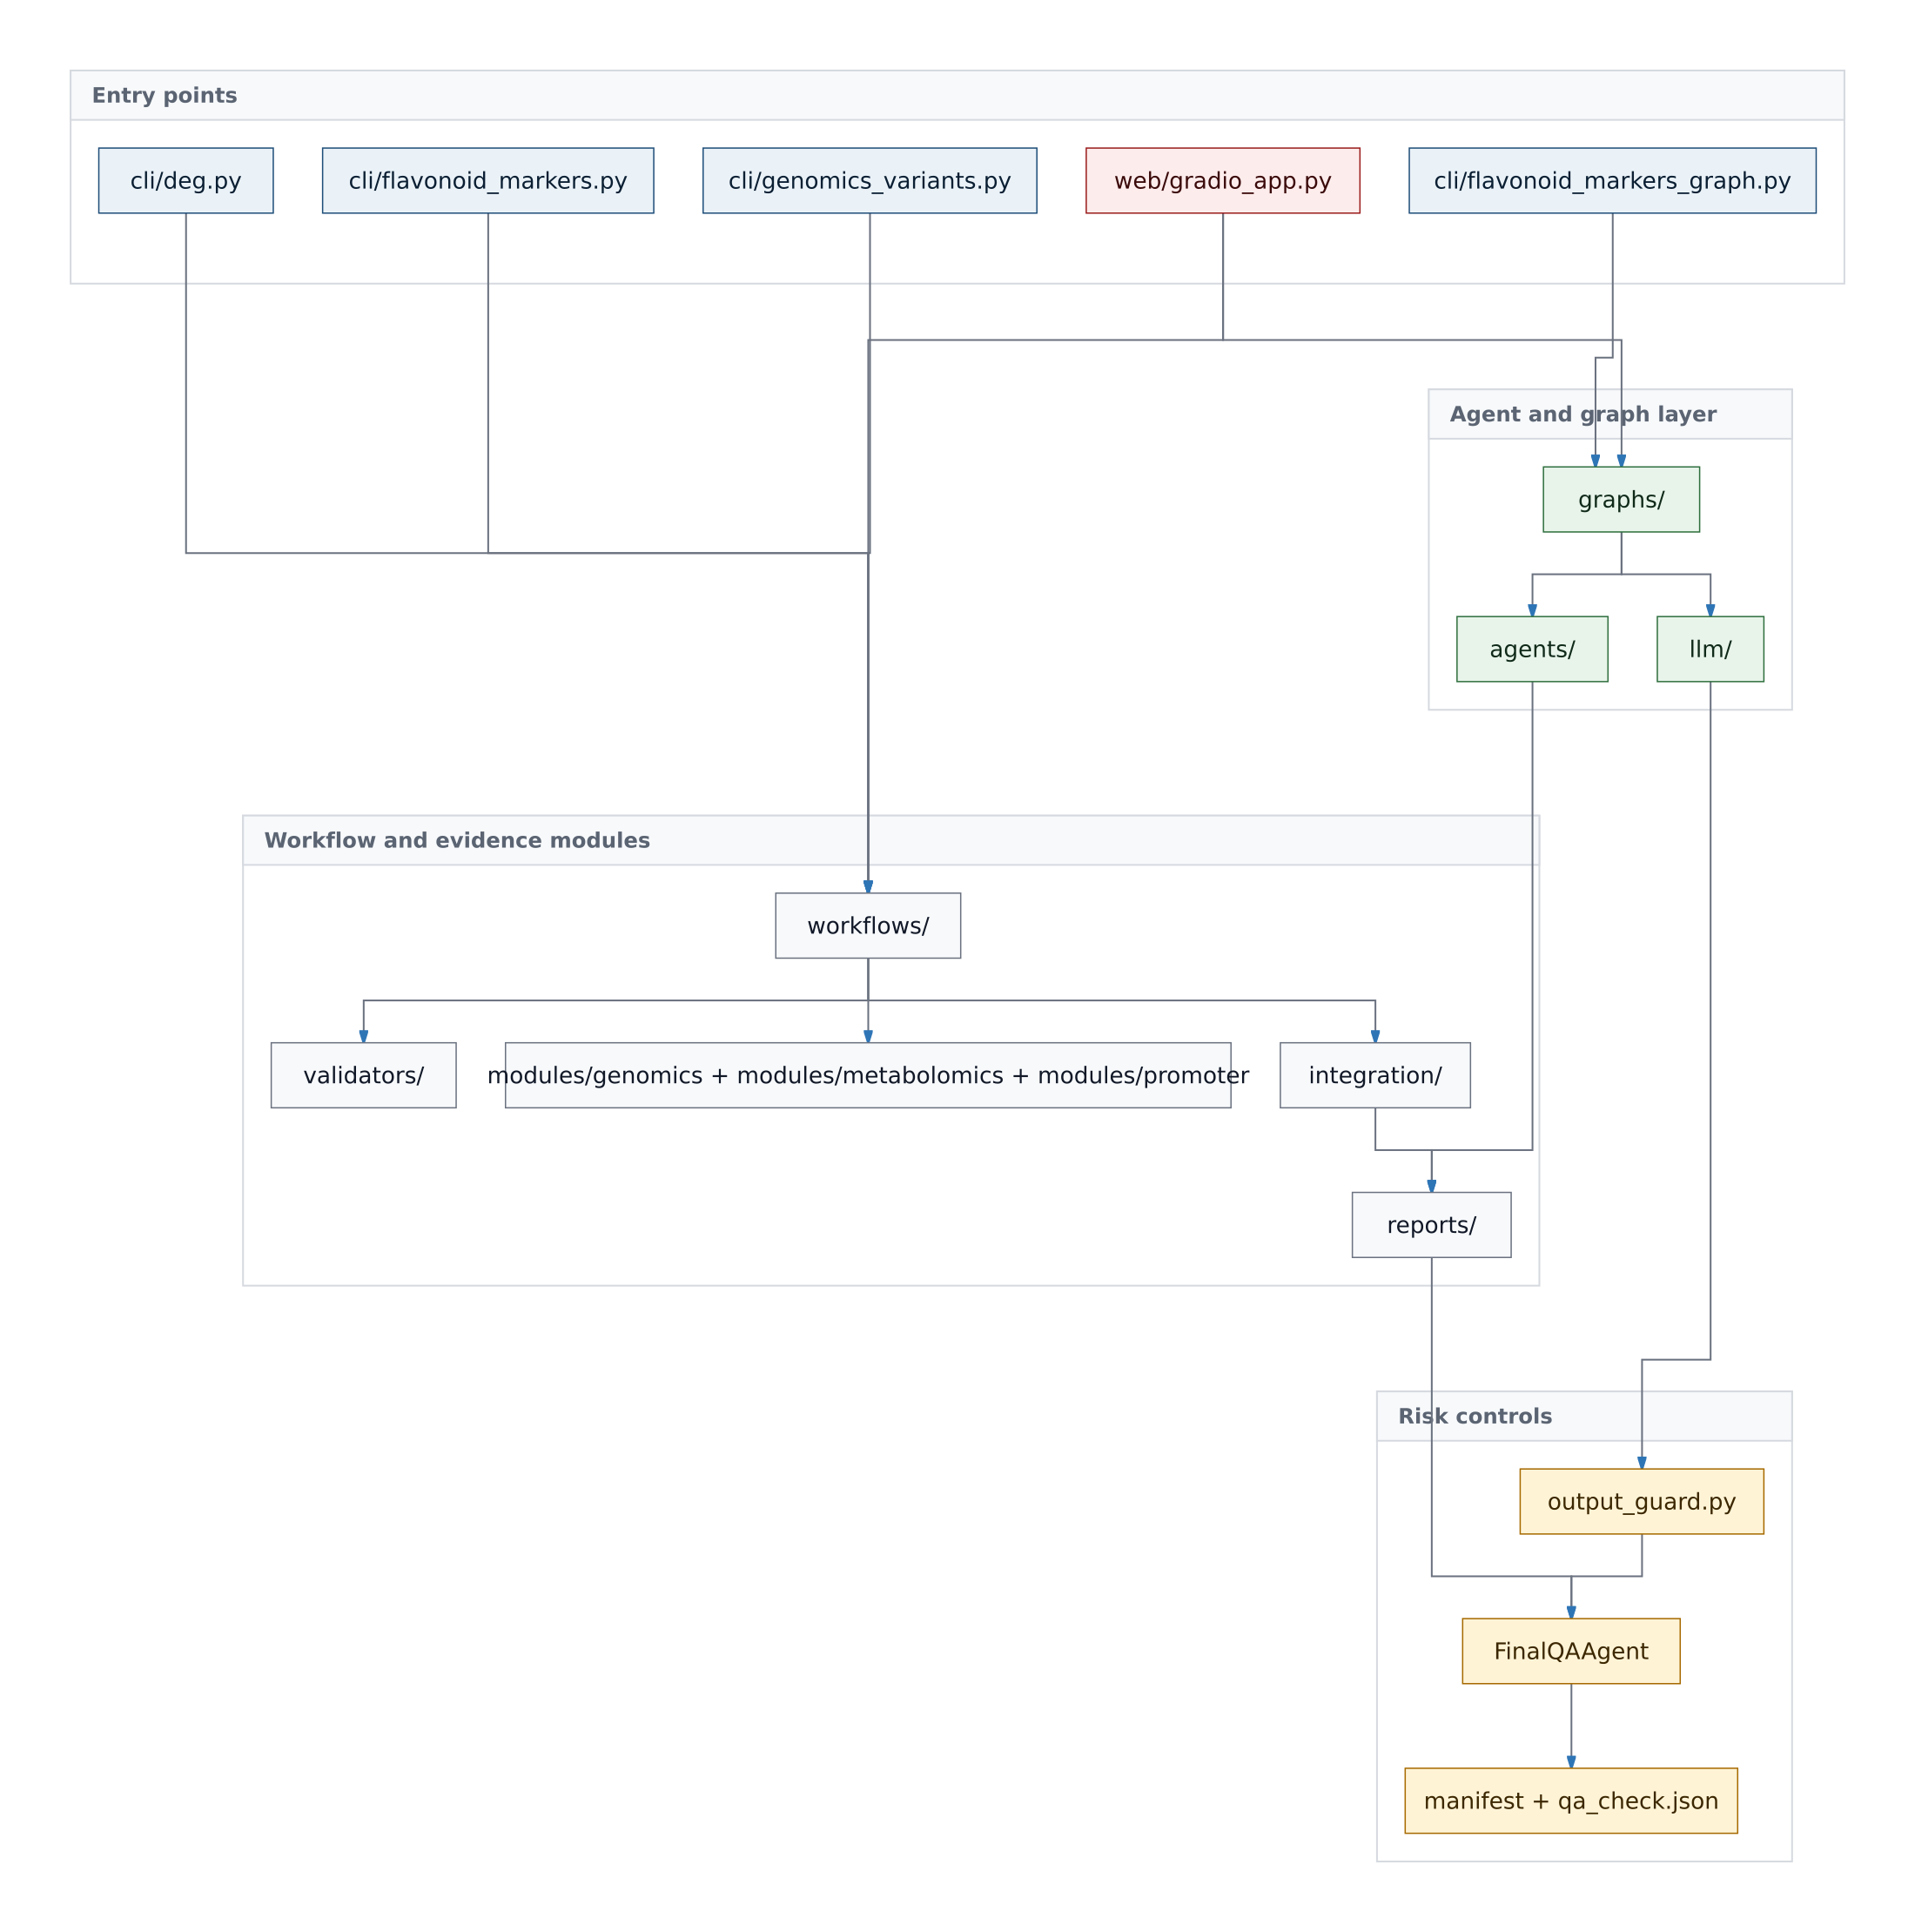 Entry points
cli/deg.py
cli/flavonoid_markers.py
cli/genomics_variants.py
web/gradio_app.py
cli/flavonoid_markers_graph.py
Agent and graph layer
graphs/
agents/
llm/
Workflow and evidence modules
workflows/
validators/
modules/genomics + modules/metabolomics + modules/promoter
integration/
reports/
Risk controls
output_guard.py
FinalQAAgent
manifest + qa_check.json